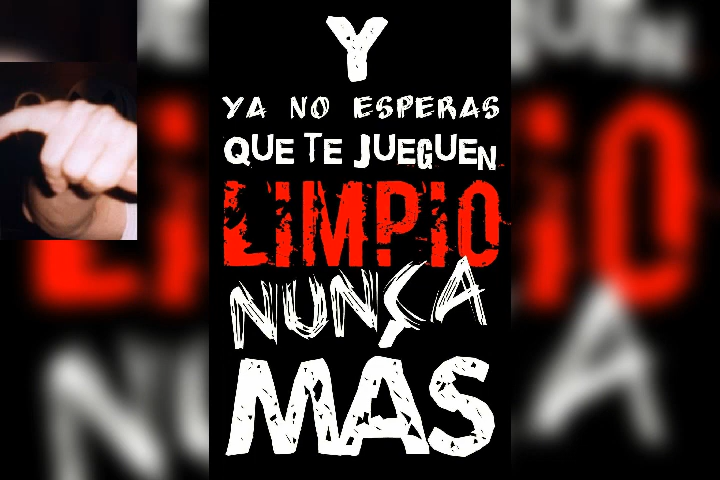 Y
YA NO ESPERAS
QUE TE JUEGUEN
LIMPIO
NUNÇA
MAS